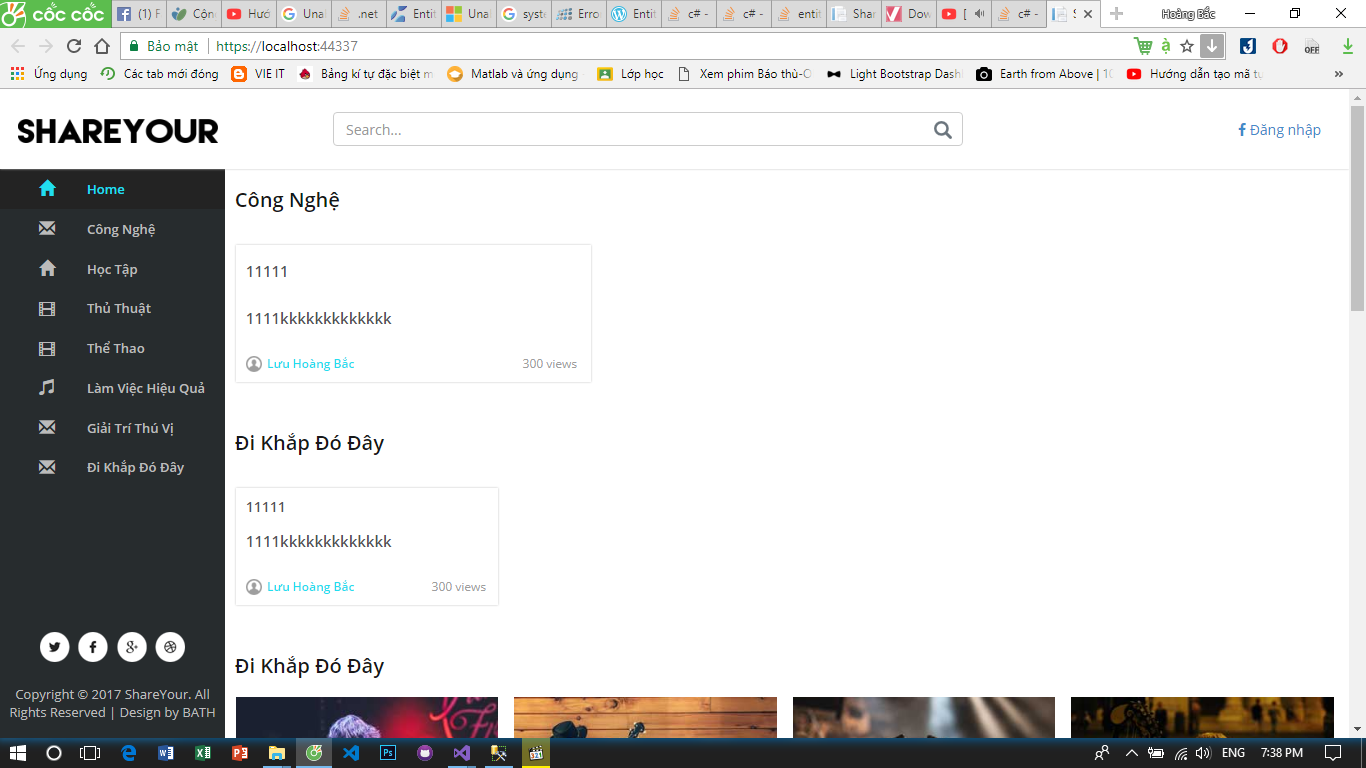 cốc cốc
(1) F
Côn
Hướ
Una
.net
Entit
Una
syst
Erro
Entit
c# -
c# -
entit
Shar
Dow
[
c# -
S
Hoàng Bắc
Bảo mật
https://localhost:44337
Ứng dụng
Các tab mới đóng
VIE IT
Bảng kí tự đặc biệt m
Matlab và ứng dụng
Lớp học
Xem phim Báo thù-O
Light Bootstrap Dash
Earth from Above | 10
Hướng dẫn tạo mã tự
»
SHAREYOUR
Search...
Đăng nhập
Home
Công Nghệ
Học Tập
Thủ Thuật
Thể Thao
Làm Việc Hiệu Quả
Giải Trí Thú Vị
Đi Khắp Đó Đây
Copyright © 2017 ShareYour. All
Rights Reserved | Design by BATH
Công Nghệ
11111
1111kkkkkkkkkkkkk
Lưu Hoàng Bắc
300 views
Đi Khắp Đó Đây
11111
1111kkkkkkkkkkkkk
Lưu Hoàng Bắc
300 views
Đi Khắp Đó Đây
ENG
7:38 PM